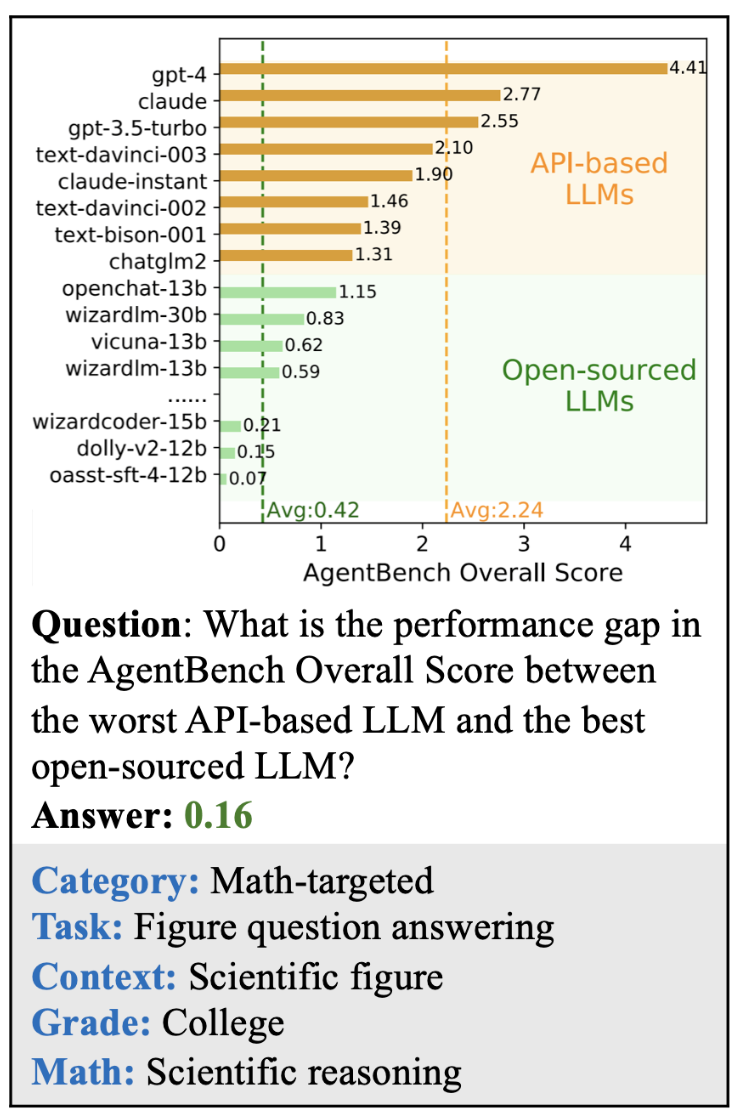 gpt-4 4.41
claude 2.77
gpt-3.5-turbo 2.55
text-davinci-003 2.10
claude-instant 1.90
text-davinci-002 1.46
text-bison-001 1.39
chatglm2 1.31
API-based
LLMs
openchat-13b 1.15
wizardlm-30b 0.83
vicuna-13b 0.62
wizardlm-13b 0.59
......
wizardcoder-15b 0.21
dolly-v2-12b 0.15
oasst-sft-4-12b 0.07
Open-sourced
LLMs
Avg:0.42 Avg:2.24
0 1 2 3 4
AgentBench Overall Score
Question: What is the performance gap in
the AgentBench Overall Score between
the worst API-based LLM and the best
open-sourced LLM?
Answer: 0.16
Category: Math-targeted
Task: Figure question answering
Context: Scientific figure
Grade: College
Math: Scientific reasoning